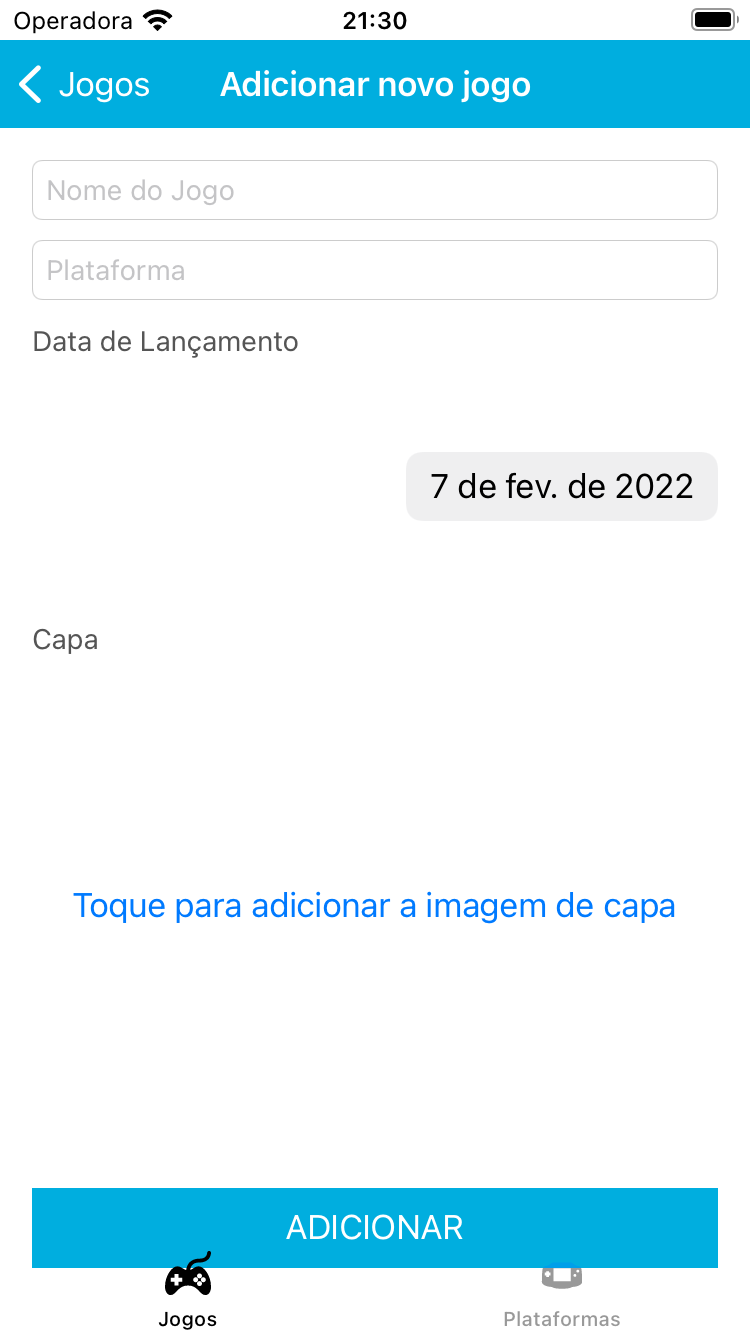 Operadora 21:30
Jogos Adicionar novo jogo
Nome do Jogo
Plataforma
Data de Lançamento
7 de fev. de 2022
Capa
Toque para adicionar a imagem de capa
ADICIONAR
Jogos Plataformas